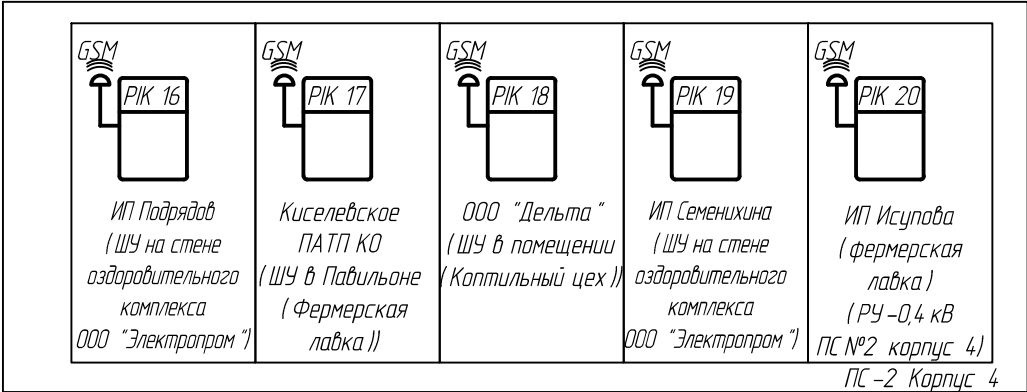 GSM
PIK 16
ИП Подрядов
(ШУ на стене
оздоровительного
комплекса
ООО "Электропром")
GSM
PIK 17
Киселевское
ПАТП КО
(ШУ в Павильоне
(Фермерская
лавка))
GSM
PIK 18
ООО "Дельта"
(ШУ в помещении
(Коптильный цех))
GSM
PIK 19
ИП Семенихина
(ШУ на стене
оздоровительного
комплекса
ООО "Электропром")
GSM
PIK 20
ИП Исупова
(фермерская
лавка)
(РУ-0,4 кВ
ПС №2 корпус 4)
ПС-2 Корпус 4